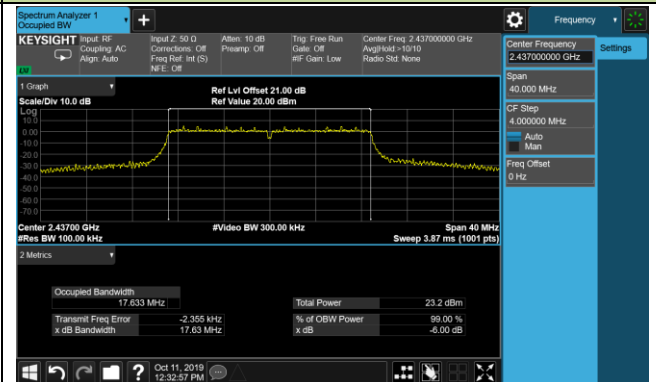 Spectrum Analyzer 1
Occupied BW
Frequency
KEYSIGHT
Input: RF
Coupling: AC
Align: Auto
Input Z: 50 Ω
Corrections: Off
Freq Ref: Int (S)
NFE: Off
Atten: 10 dB
Preamp: Off
Trig: Free Run
Gate: Off
#IF Gain: Low
Center Freq: 2.437000000 GHz
Avg|Hold:>10/10
Radio Std: None
Center Frequency
2.437000000 GHz
Settings
Span
40.000 MHz
CF Step
4.000000 MHz
Auto
Man
Freq Offset
0 Hz
1 Graph
Scale/Div 10.0 dB
Ref Lvl Offset 21.00 dB
Ref Value 20.00 dBm
Log
10.0
0.00
-10.0
-20.0
-30.0
-40.0
-50.0
-60.0
-70.0
Center 2.43700 GHz
#Video BW 300.00 kHz
Span 40 MHz
#Res BW 100.00 kHz
Sweep 3.87 ms (1001 pts)
2 Metrics
Occupied Bandwidth
17.633 MHz
Total Power
23.2 dBm
Transmit Freq Error
-2.355 kHz
% of OBW Power
99.00 %
x dB Bandwidth
17.63 MHz
x dB
-6.00 dB
Oct 11, 2019
12:32:57 PM